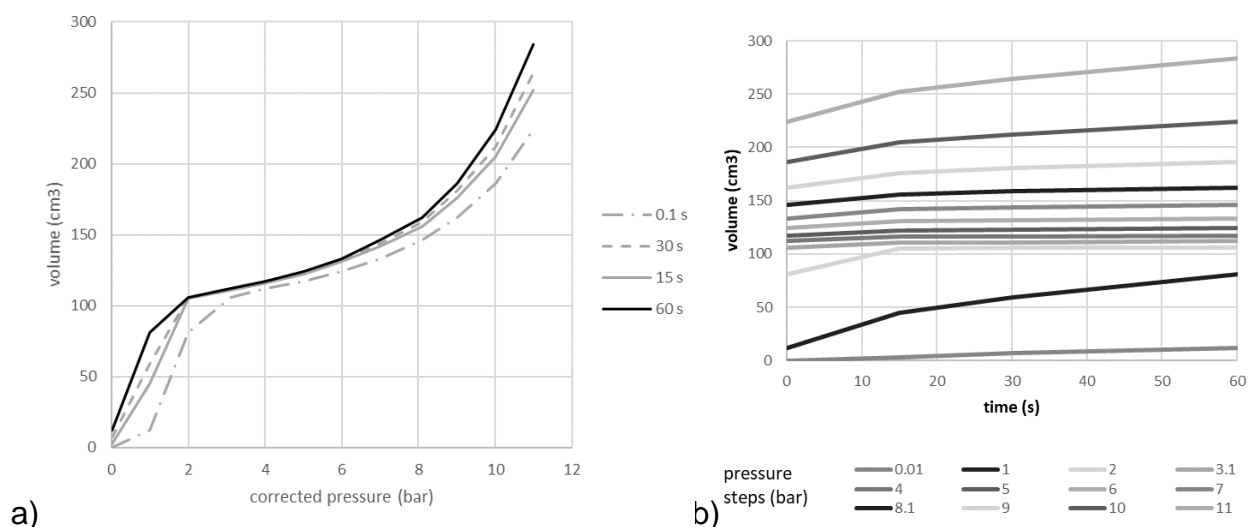 300
250
200
150
100
50
0
volume (cm3)
0 2 4 6 8 10 12
corrected pressure (bar)
0.1 s
30 s
15 s
60 s
a)
300
250
200
150
100
50
0
volume (cm3)
0 10 20 30 40 50 60
time (s)
pressure
steps (bar)
0.01 1 2 3.1
4 5 6 7
8.1 9 10 11
b)